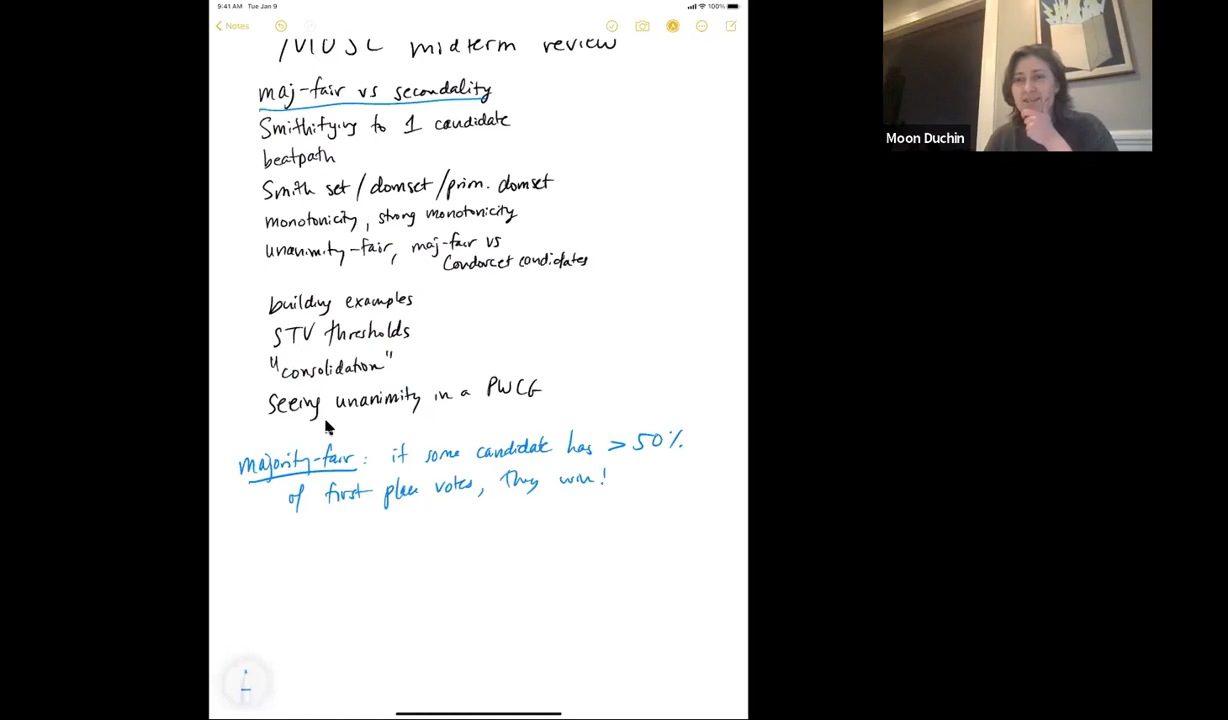 9:41 AM Tue Jan 9
100%
Notes
midterm review
maj-fair vs secondality
Smithifying to 1 candidate
beatpath
Smith set / domset / prim. domset
monotonicity, strong monotonicity
unanimity-fair, maj-fair vs
Condorcet candidates
building examples
STV thresholds
"consolidation"
Seeing unanimity in a PWCG
majority-fair: if some candidate has > 50%
of first place votes, they win!
Moon Duchin